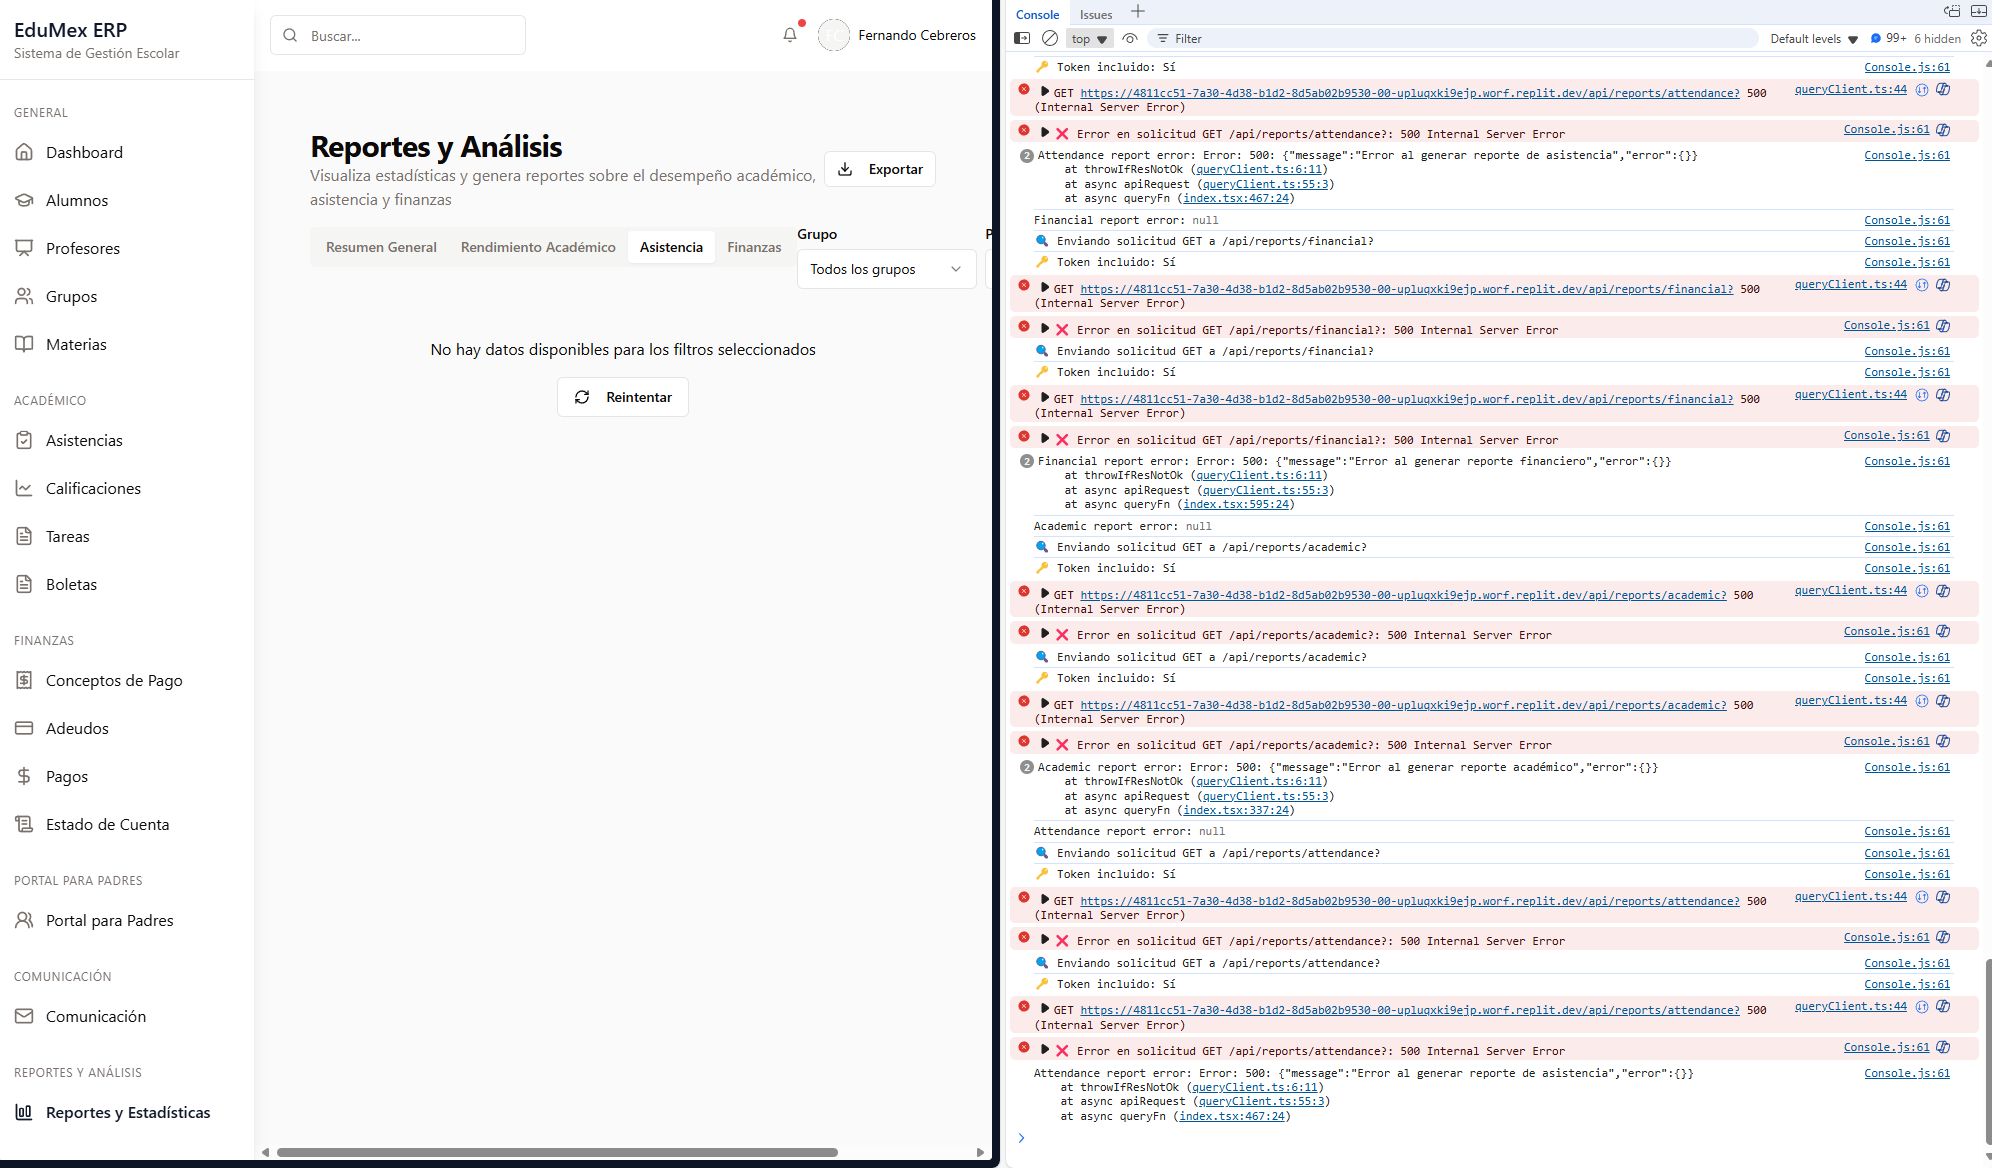 EduMex ERP
Sistema de Gestión Escolar
GENERAL
Dashboard
Alumnos
Profesores
Grupos
Materias
ACADÉMICO
Asistencias
Calificaciones
Tareas
Boletas
FINANZAS
Conceptos de Pago
Adeudos
Pagos
Estado de Cuenta
PORTAL PARA PADRES
Portal para Padres
COMUNICACIÓN
Comunicación
REPORTES Y ANÁLISIS
Reportes y Estadísticas
Buscar...
FC
Fernando Cebreros
Reportes y Análisis
Visualiza estadísticas y genera reportes sobre el desempeño académico,
asistencia y finanzas
Exportar
Resumen General
Rendimiento Académico
Asistencia
Finanzas
Grupo
P
Todos los grupos
No hay datos disponibles para los filtros seleccionados
Reintentar
Console
Issues
top
Filter
Default levels
99+
6 hidden
Token incluido: Sí Console.js:61
GET https://4811cc51-7a30-4d38-b1d2-8d5ab02b9530-00-upluqxki9ejp.worf.replit.dev/api/reports/attendance? 500 queryClient.ts:44
(Internal Server Error)
Error en solicitud GET /api/reports/attendance?: 500 Internal Server Error Console.js:61
2 Attendance report error: Error: 500: {"message":"Error al generar reporte de asistencia","error":{}} Console.js:61
at throwIfResNotOk (queryClient.ts:6:11)
at async apiRequest (queryClient.ts:55:3)
at async queryFn (index.tsx:467:24)
Financial report error: null Console.js:61
Enviando solicitud GET a /api/reports/financial? Console.js:61
Token incluido: Sí Console.js:61
GET https://4811cc51-7a30-4d38-b1d2-8d5ab02b9530-00-upluqxki9ejp.worf.replit.dev/api/reports/financial? 500 queryClient.ts:44
(Internal Server Error)
Error en solicitud GET /api/reports/financial?: 500 Internal Server Error Console.js:61
Enviando solicitud GET a /api/reports/financial? Console.js:61
Token incluido: Sí Console.js:61
GET https://4811cc51-7a30-4d38-b1d2-8d5ab02b9530-00-upluqxki9ejp.worf.replit.dev/api/reports/financial? 500 queryClient.ts:44
(Internal Server Error)
Error en solicitud GET /api/reports/financial?: 500 Internal Server Error Console.js:61
2 Financial report error: Error: 500: {"message":"Error al generar reporte financiero","error":{}} Console.js:61
at throwIfResNotOk (queryClient.ts:6:11)
at async apiRequest (queryClient.ts:55:3)
at async queryFn (index.tsx:595:24)
Academic report error: null Console.js:61
Enviando solicitud GET a /api/reports/academic? Console.js:61
Token incluido: Sí Console.js:61
GET https://4811cc51-7a30-4d38-b1d2-8d5ab02b9530-00-upluqxki9ejp.worf.replit.dev/api/reports/academic? 500 queryClient.ts:44
(Internal Server Error)
Error en solicitud GET /api/reports/academic?: 500 Internal Server Error Console.js:61
Enviando solicitud GET a /api/reports/academic? Console.js:61
Token incluido: Sí Console.js:61
GET https://4811cc51-7a30-4d38-b1d2-8d5ab02b9530-00-upluqxki9ejp.worf.replit.dev/api/reports/academic? 500 queryClient.ts:44
(Internal Server Error)
Error en solicitud GET /api/reports/academic?: 500 Internal Server Error Console.js:61
2 Academic report error: Error: 500: {"message":"Error al generar reporte académico","error":{}} Console.js:61
at throwIfResNotOk (queryClient.ts:6:11)
at async apiRequest (queryClient.ts:55:3)
at async queryFn (index.tsx:337:24)
Attendance report error: null Console.js:61
Enviando solicitud GET a /api/reports/attendance? Console.js:61
Token incluido: Sí Console.js:61
GET https://4811cc51-7a30-4d38-b1d2-8d5ab02b9530-00-upluqxki9ejp.worf.replit.dev/api/reports/attendance? 500 queryClient.ts:44
(Internal Server Error)
Error en solicitud GET /api/reports/attendance?: 500 Internal Server Error Console.js:61
Enviando solicitud GET a /api/reports/attendance? Console.js:61
Token incluido: Sí Console.js:61
GET https://4811cc51-7a30-4d38-b1d2-8d5ab02b9530-00-upluqxki9ejp.worf.replit.dev/api/reports/attendance? 500 queryClient.ts:44
(Internal Server Error)
Error en solicitud GET /api/reports/attendance?: 500 Internal Server Error Console.js:61
Attendance report error: Error: 500: {"message":"Error al generar reporte de asistencia","error":{}} Console.js:61
at throwIfResNotOk (queryClient.ts:6:11)
at async apiRequest (queryClient.ts:55:3)
at async queryFn (index.tsx:467:24)